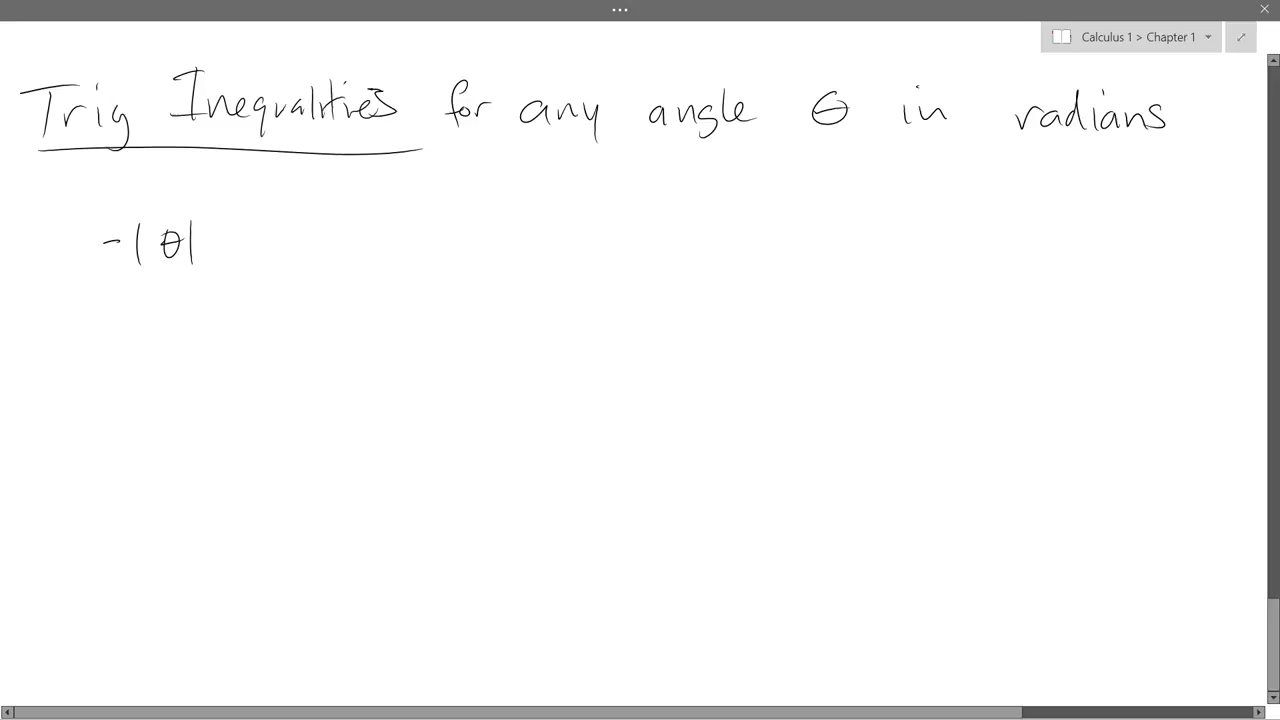 Calculus 1 > Chapter 1
Trig Inequalities for any angle θ in radians
-|θ|